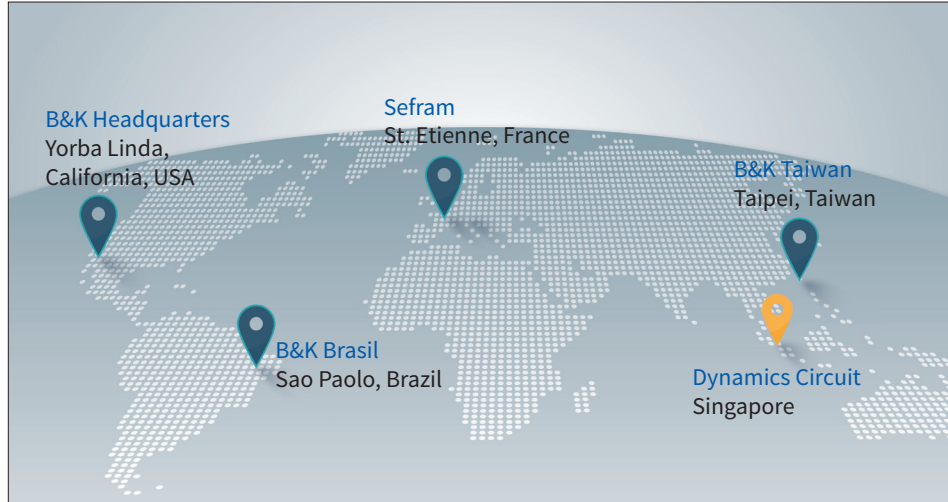 B&K Headquarters
Yorba Linda,
California, USA
Sefram
St. Etienne, France
B&K Taiwan
Taipei, Taiwan
B&K Brasil
Sao Paolo, Brazil
Dynamics Circuit
Singapore